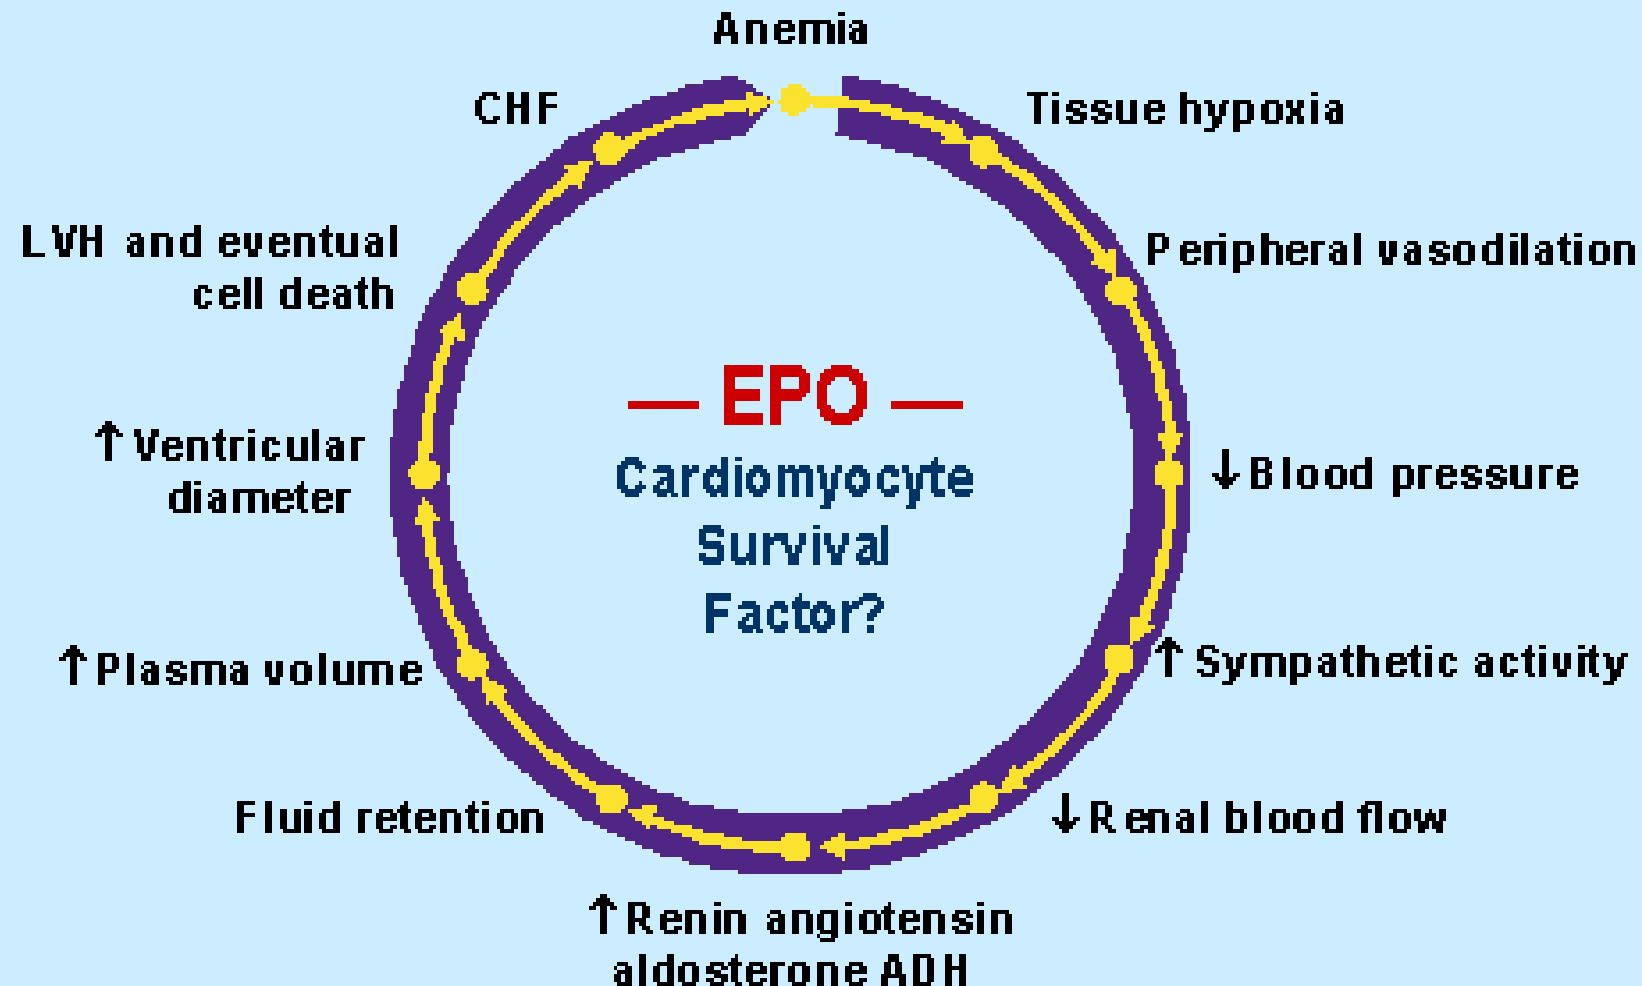 Anemia
Tissue hypoxia
Peripheral vasodilation
↓Blood pressure
↑Sympathetic activity
↓Renal blood flow
↑Renin angiotensin
aldosterone ADH
Fluid retention
↑Plasma volume
↑Ventricular
diameter
LVH and eventual
cell death
CHF
— EPO —
Cardiomyocyte
Survival
Factor?